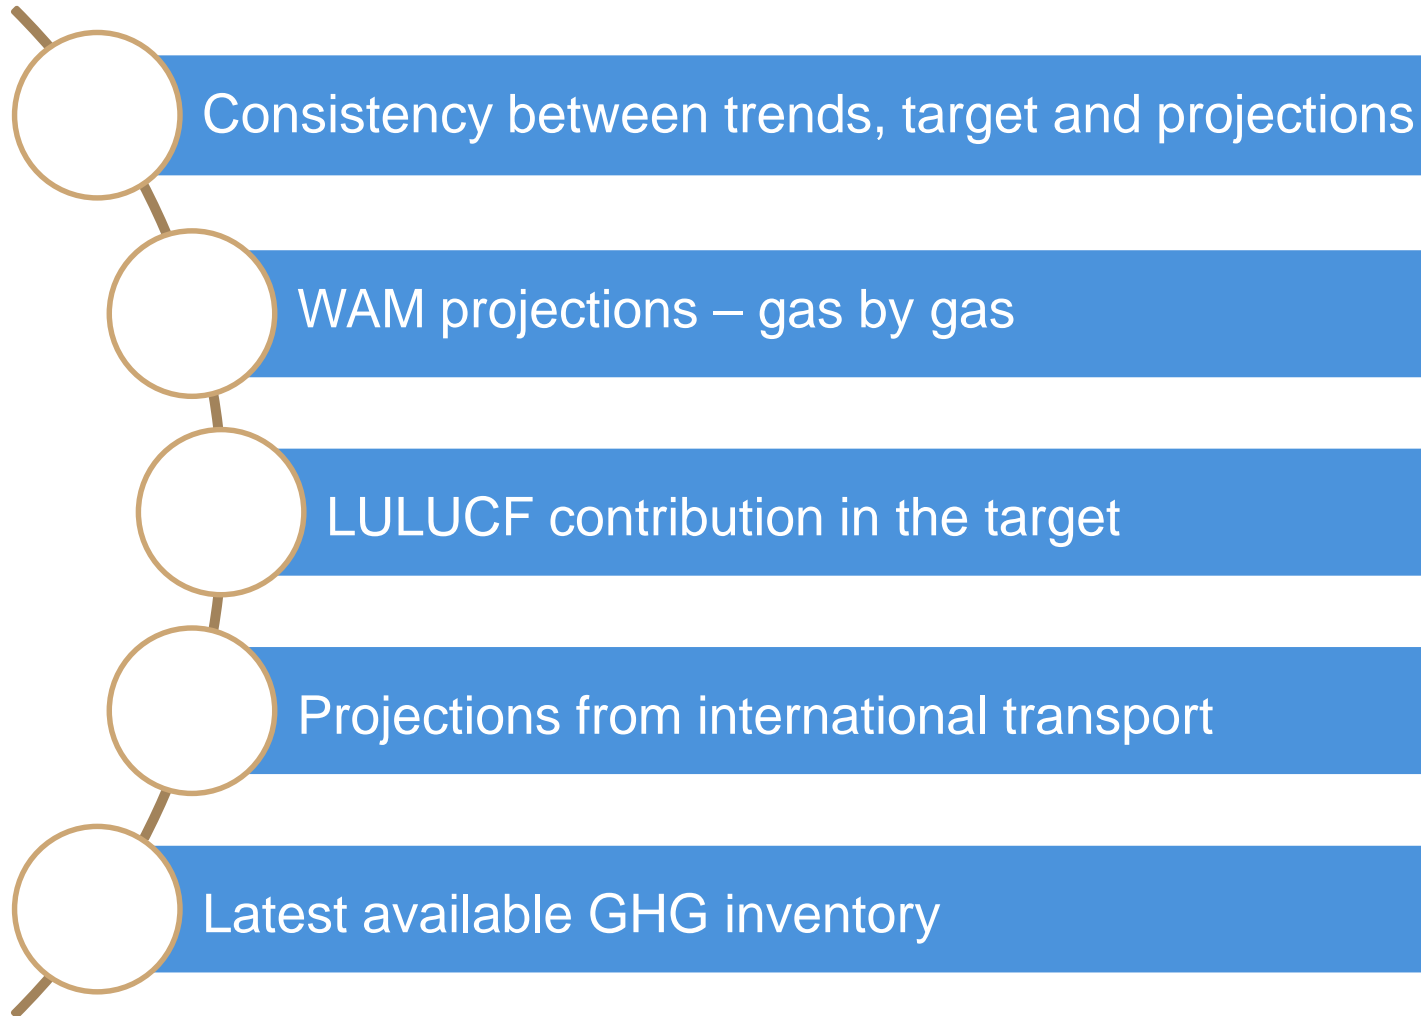 Consistency between trends, target and projections
WAM projections – gas by gas
LULUCF contribution in the target
Projections from international transport
Latest available GHG inventory